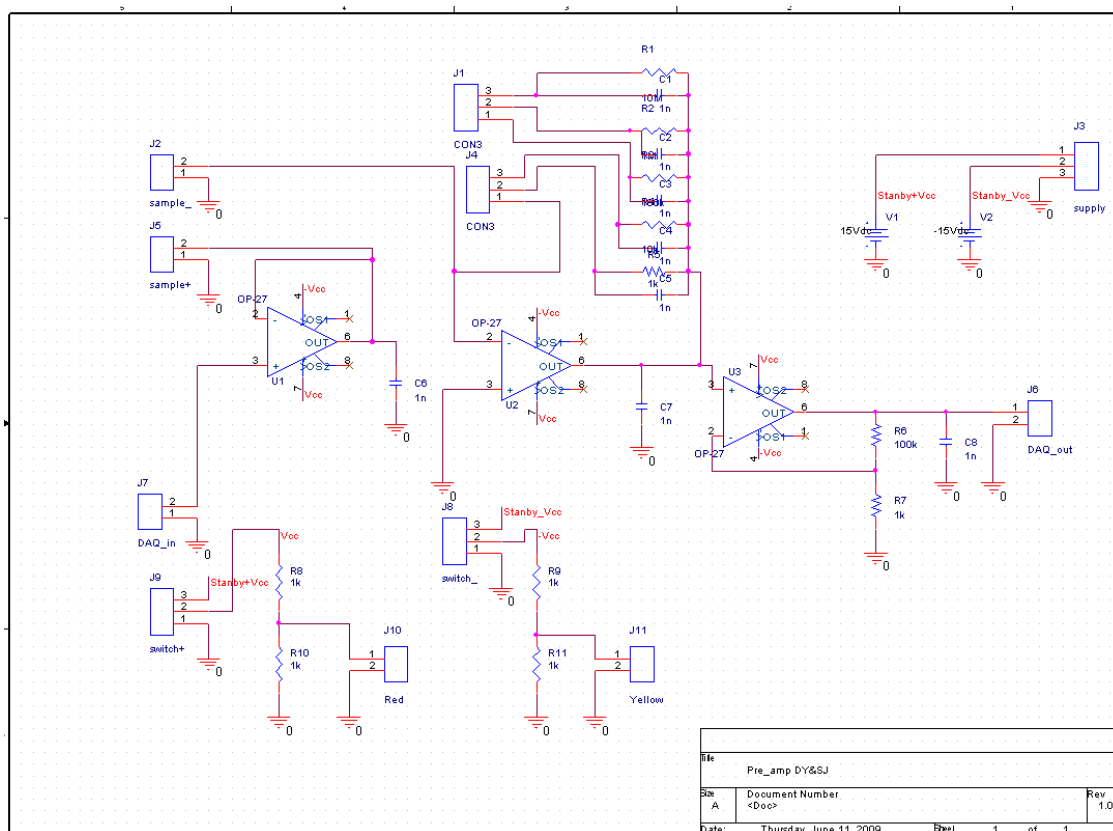 5
4
3
2
1
R1
J1
C1
3
10M
1n
2
R2
1
CON3
C2
J2
J4
1n
J3
2
3
C3
1
1
2
2
sample_
1
1n
3
0
CON3
C4
Stanby+Vcc
Stanby_Vcc
supply
J5
10k
1n
V1
V2
0
2
R5
15Vdc
-15Vdc
1
1k
C5
sample+
0
0
0
1n
OP-27
4
-Vcc
2
-
OS1
1
OUT
6
3
+
OS2
8
U1
7
Vcc
C6
1n
0
OP-27
4
-Vcc
2
-
OS1
1
OUT
6
3
+
OS2
8
U2
7
Vcc
C7
1n
0
0
U3
7
Vcc
3
+
OS2
8
OUT
6
2
-
OS1
1
OP-27
4
-Vcc
R6
100k
C8
1n
J6
1
2
DAQ_out
R7
1k
0
0
0
J7
2
1
DAQ_in
0
J8
Stanby_Vcc
3
2
-Vcc
1
switch_
0
Vcc
J9
Stanby+Vcc
3
2
1
switch+
0
R8
1k
R9
1k
R10
1k
J10
1
2
Red
0
0
R11
1k
J11
1
2
Yellow
0
0
Title
Pre_amp DY&SJ
Size
A
Document Number
<Doc>
Rev
1.0
Date:
Thursday, June 11, 2009
Sheet
1
of
1